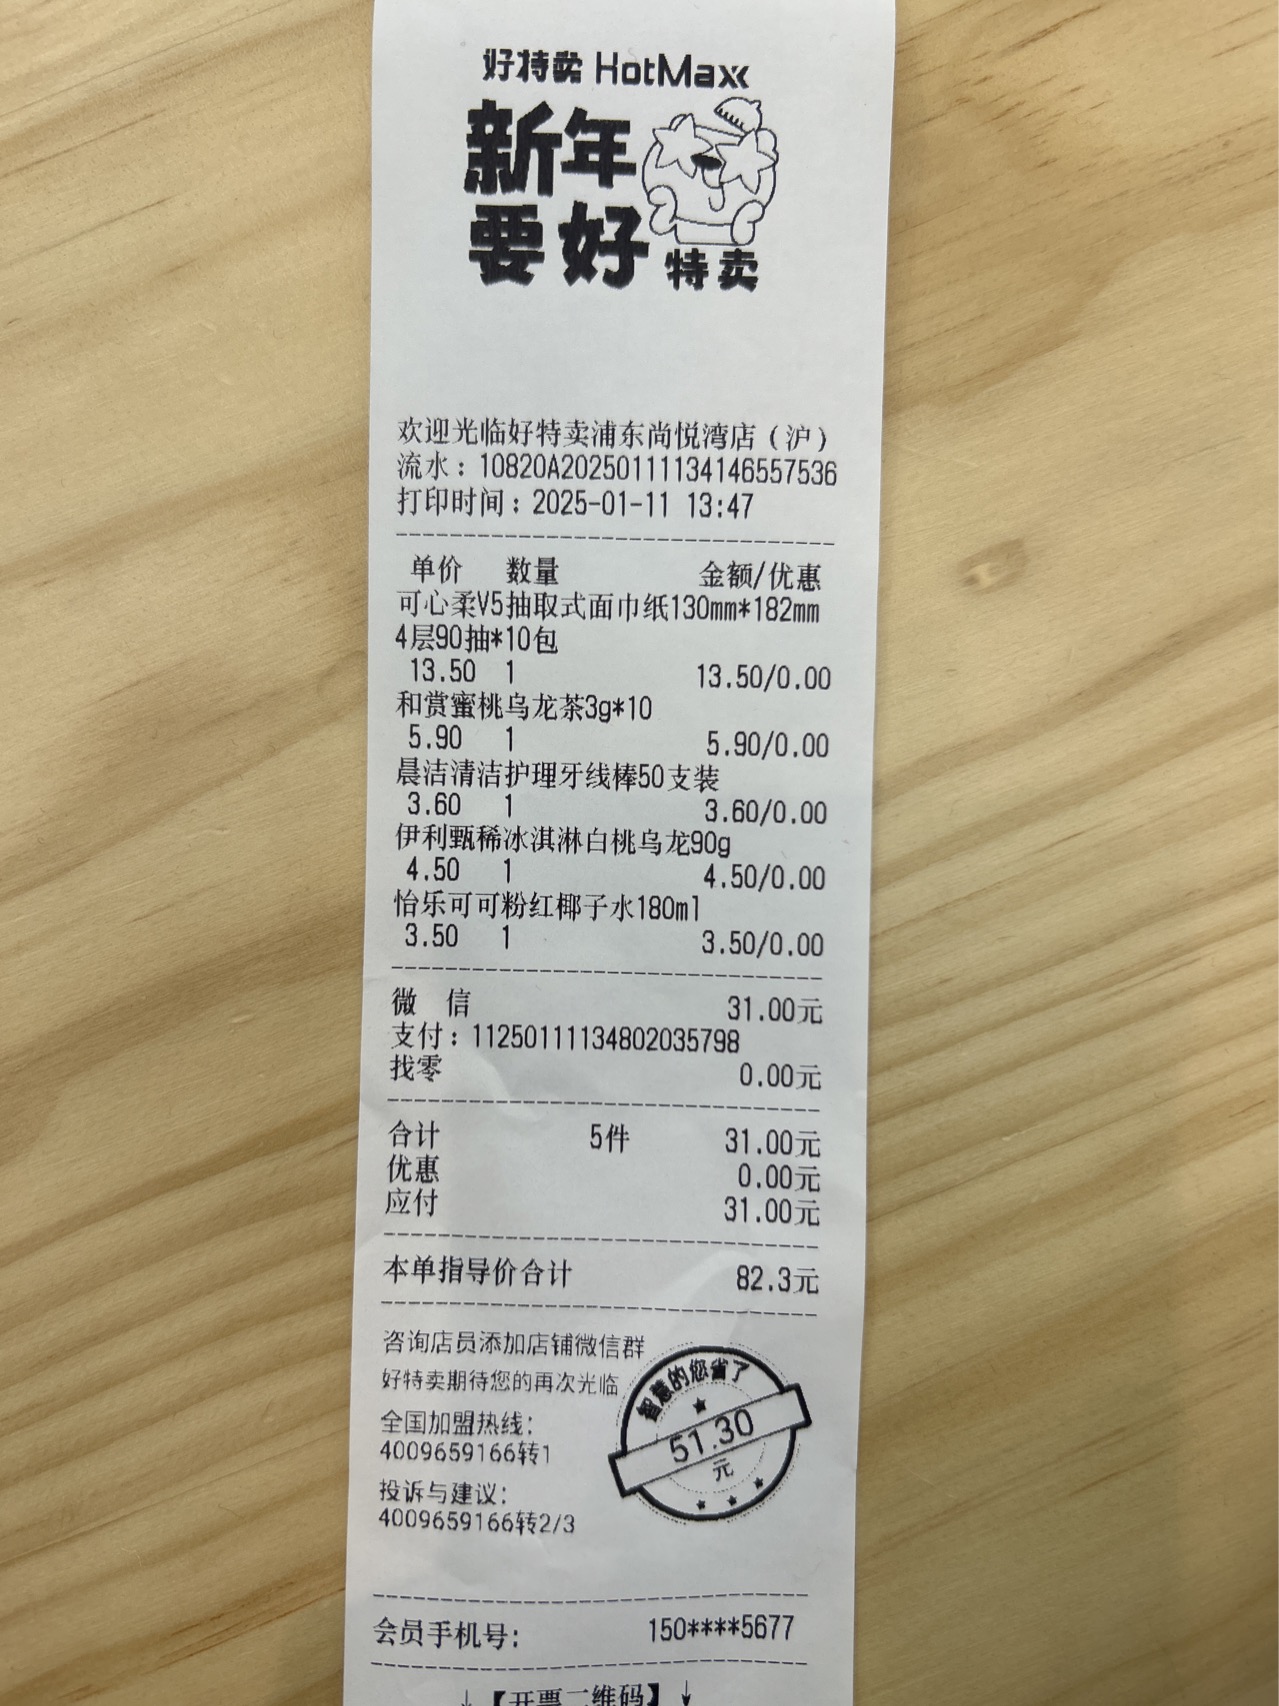 好特卖 HotMaxx
新年
要好特卖
欢迎光临好特卖浦东尚悦湾店（沪）
流水：10820A202501111134146557536
打印时间：2025-01-11 13:47
单价 数量 金额/优惠
可心柔V5抽取式面巾纸130mm*182mm
4层90抽*10包
13.50 1 13.50/0.00
和赏蜜桃乌龙茶3g*10
5.90 1 5.90/0.00
晨洁清洁护理牙线棒50支装
3.60 1 3.60/0.00
伊利甄稀冰淇淋白桃乌龙90g
4.50 1 4.50/0.00
怡乐可可粉红椰子水180ml
3.50 1 3.50/0.00
微 信 31.00元
支付：11250111134802035798
找零 0.00元
合计 5件 31.00元
优惠 0.00元
应付 31.00元
本单指导价合计 82.3元
咨询店员添加店铺微信群
好特卖期待您的再次光临
全国加盟热线：
4009659166转1
投诉与建议：
4009659166转2/3
智慧的您省了
51.30
元
会员手机号： 150****5677
↓【开票二维码】↓